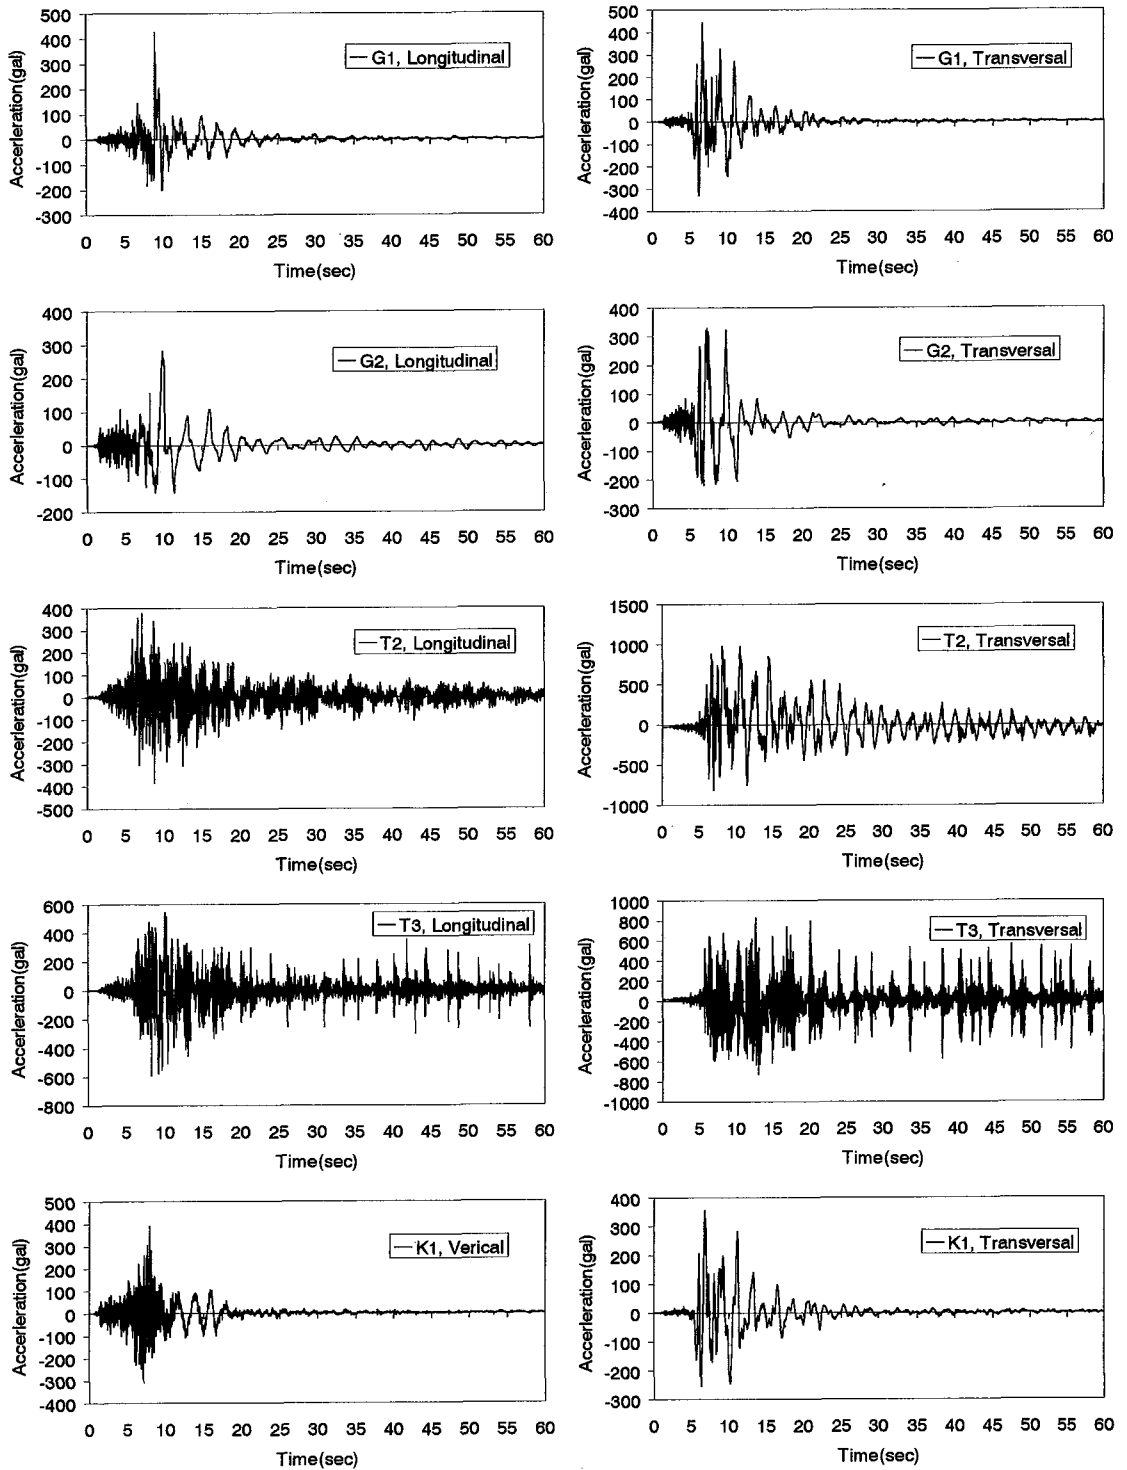 500
400
300
200
100
0
-100
-200
-300
Accerleration(gal)
G1, Longitudinal
0 5 10 15 20 25 30 35 40 45 50 55 60
Time(sec)
500
400
300
200
100
0
-100
-200
-300
-400
Accerleration(gal)
G1, Transversal
0 5 10 15 20 25 30 35 40 45 50 55 60
Time(sec)
400
300
200
100
0
-100
-200
Accerleration(gal)
G2, Longitudinal
0 5 10 15 20 25 30 35 40 45 50 55 60
Time(sec)
400
300
200
100
0
-100
-200
-300
Accerleration(gal)
G2, Transversal
0 5 10 15 20 25 30 35 40 45 50 55 60
Time(sec)
400
300
200
100
0
-100
-200
-300
-400
-500
Accerleration(gal)
T2, Longitudinal
0 5 10 15 20 25 30 35 40 45 50 55 60
Time(sec)
1500
1000
500
0
-500
-1000
Accerleration(gal)
T2, Transversal
0 5 10 15 20 25 30 35 40 45 50 55 60
Time(sec)
600
400
200
0
-200
-400
-600
-800
Accerleration(gal)
T3, Longitudinal
0 5 10 15 20 25 30 35 40 45 50 55 60
Time(sec)
1000
800
600
400
200
0
-200
-400
-600
-800
-1000
Accerleration(gal)
T3, Transversal
0 5 10 15 20 25 30 35 40 45 50 55 60
Time(sec)
500
400
300
200
100
0
-100
-200
-300
-400
Accerleration(gal)
K1, Verical
0 5 10 15 20 25 30 35 40 45 50 55 60
Time(sec)
400
300
200
100
0
-100
-200
-300
Accerleration(gal)
K1, Transversal
0 5 10 15 20 25 30 35 40 45 50 55 60
Time(sec)